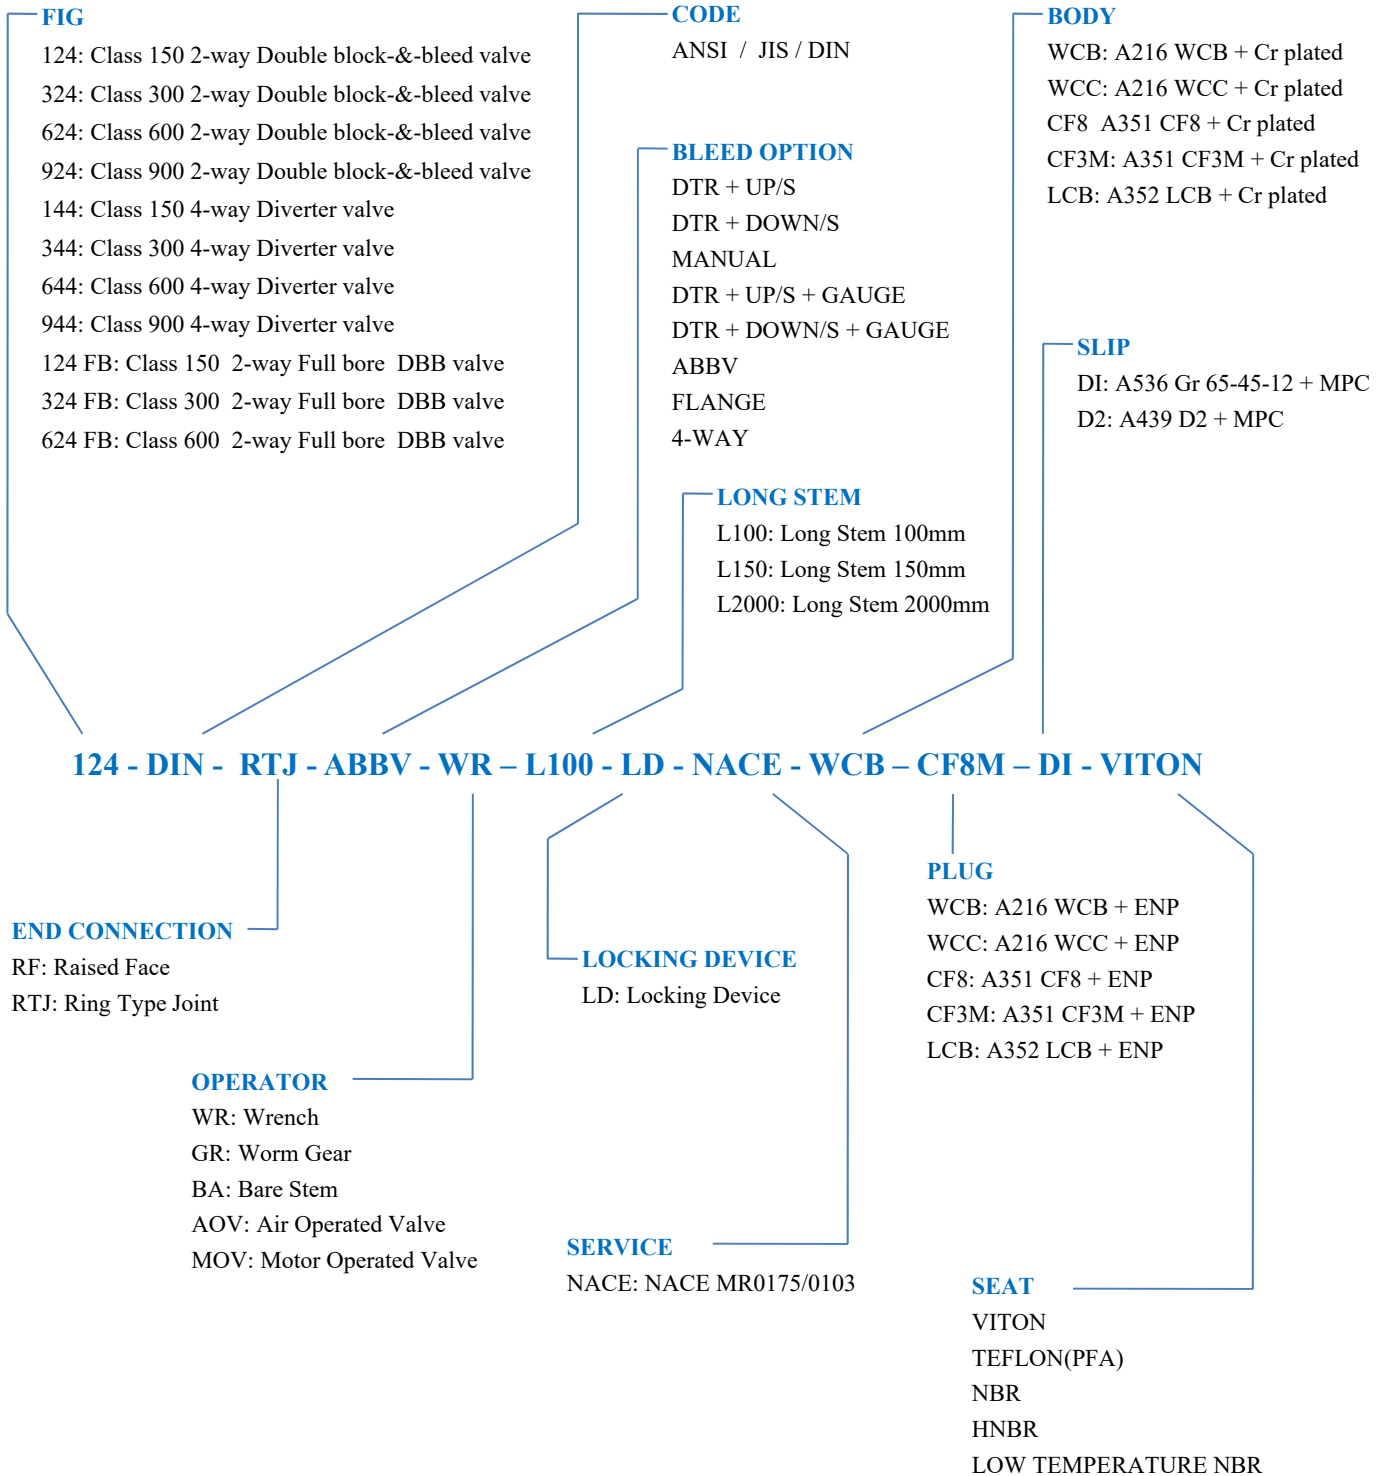 FIG
124: Class 150 2-way Double block-&-bleed valve
324: Class 300 2-way Double block-&-bleed valve
624: Class 600 2-way Double block-&-bleed valve
924: Class 900 2-way Double block-&-bleed valve
144: Class 150 4-way Diverter valve
344: Class 300 4-way Diverter valve
644: Class 600 4-way Diverter valve
944: Class 900 4-way Diverter valve
124 FB: Class 150 2-way Full bore DBB valve
324 FB: Class 300 2-way Full bore DBB valve
624 FB: Class 600 2-way Full bore DBB valve
CODE
ANSI / JIS / DIN
BLEED OPTION
DTR + UP/S
DTR + DOWN/S
MANUAL
DTR + UP/S + GAUGE
DTR + DOWN/S + GAUGE
ABBV
FLANGE
4-WAY
LONG STEM
L100: Long Stem 100mm
L150: Long Stem 150mm
L2000: Long Stem 2000mm
BODY
WCB: A216 WCB + Cr plated
WCC: A216 WCC + Cr plated
CF8 A351 CF8 + Cr plated
CF3M: A351 CF3M + Cr plated
LCB: A352 LCB + Cr plated
SLIP
DI: A536 Gr 65-45-12 + MPC
D2: A439 D2 + MPC
124 - DIN - RTJ - ABBV - WR – L100 - LD - NACE - WCB – CF8M – DI - VITON
END CONNECTION
RF: Raised Face
RTJ: Ring Type Joint
OPERATOR
WR: Wrench
GR: Worm Gear
BA: Bare Stem
AOV: Air Operated Valve
MOV: Motor Operated Valve
LOCKING DEVICE
LD: Locking Device
SERVICE
NACE: NACE MR0175/0103
PLUG
WCB: A216 WCB + ENP
WCC: A216 WCC + ENP
CF8: A351 CF8 + ENP
CF3M: A351 CF3M + ENP
LCB: A352 LCB + ENP
SEAT
VITON
TEFLON(PFA)
NBR
HNBR
LOW TEMPERATURE NBR